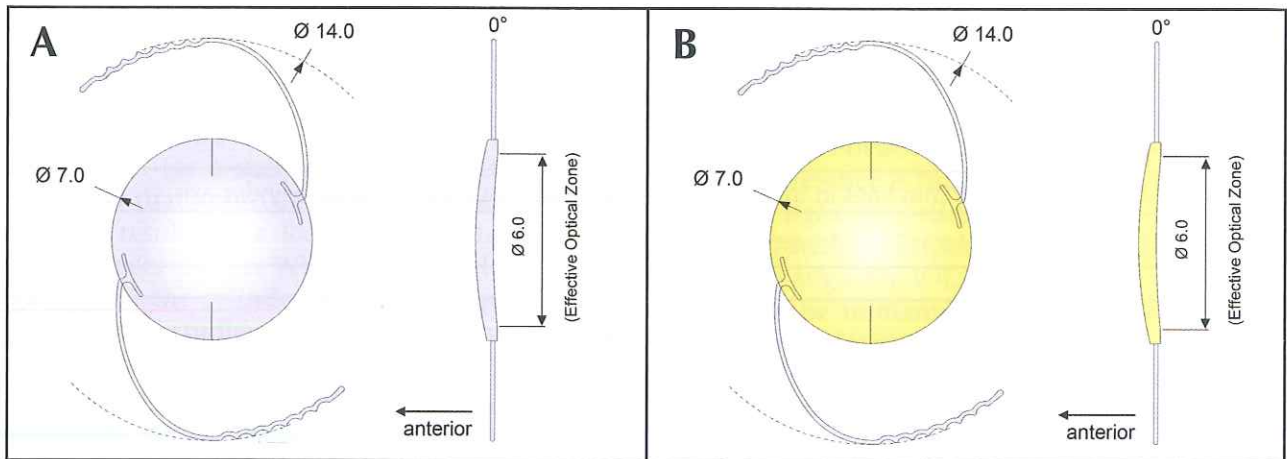 A
Ø 14.0
0°
Ø 7.0
Ø 6.0
(Effective Optical Zone)
anterior
B
Ø 14.0
0°
Ø 7.0
Ø 6.0
(Effective Optical Zone)
anterior